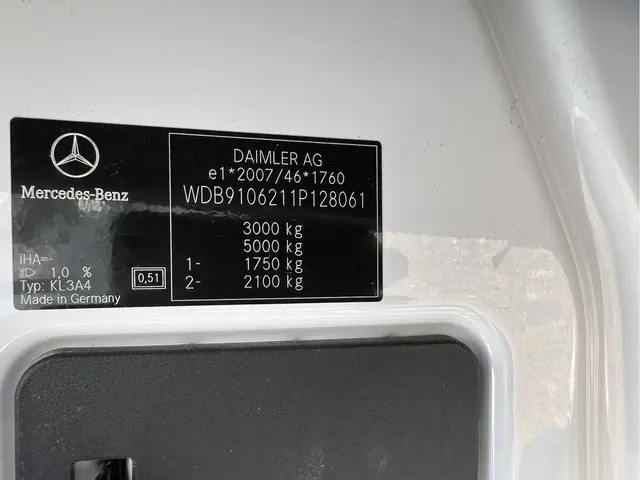 Mercedes-Benz
DAIMLER AG
e1*2007/46*1760
WDB9106211P128061
3000 kg
5000 kg
1- 1750 kg
2- 2100 kg
iHA=-
1,0 %
Typ: KL3A4
Made in Germany
0,51